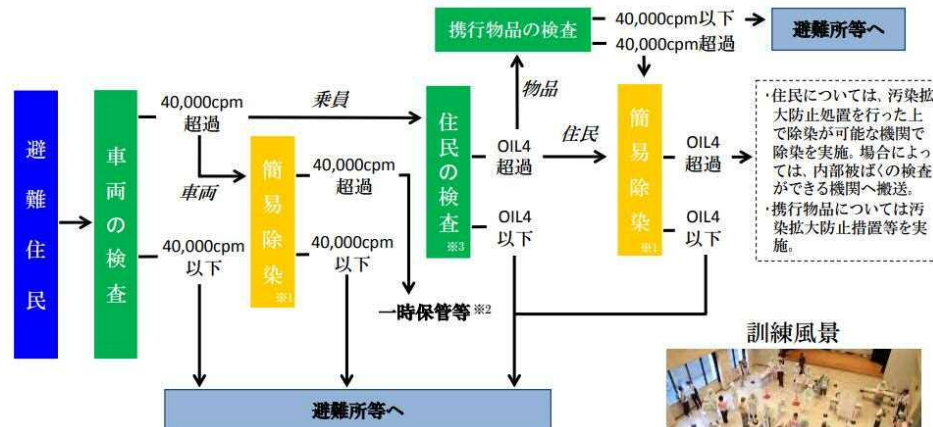 避難住民
車両の検査
40,000cpm
超過
40,000cpm
以下
乗員
車両
簡易除染
※1
40,000cpm
超過
40,000cpm
以下
一時保管等※2
住民の検査
※3
OIL4
超過
OIL4
以下
物品
住民
携行物品の検査
40,000cpm以下
40,000cpm超過
避難所等へ
簡易除染
※1
OIL4
超過
OIL4
以下
・住民については、汚染拡
大防止処置を行った上
で除染が可能な機関で
除染を実施。場合によっ
ては、内部被ばくの検査
ができる機関へ搬送。
・携行物品については汚
染拡大防止措置等を実
施。
避難所等へ
訓練風景